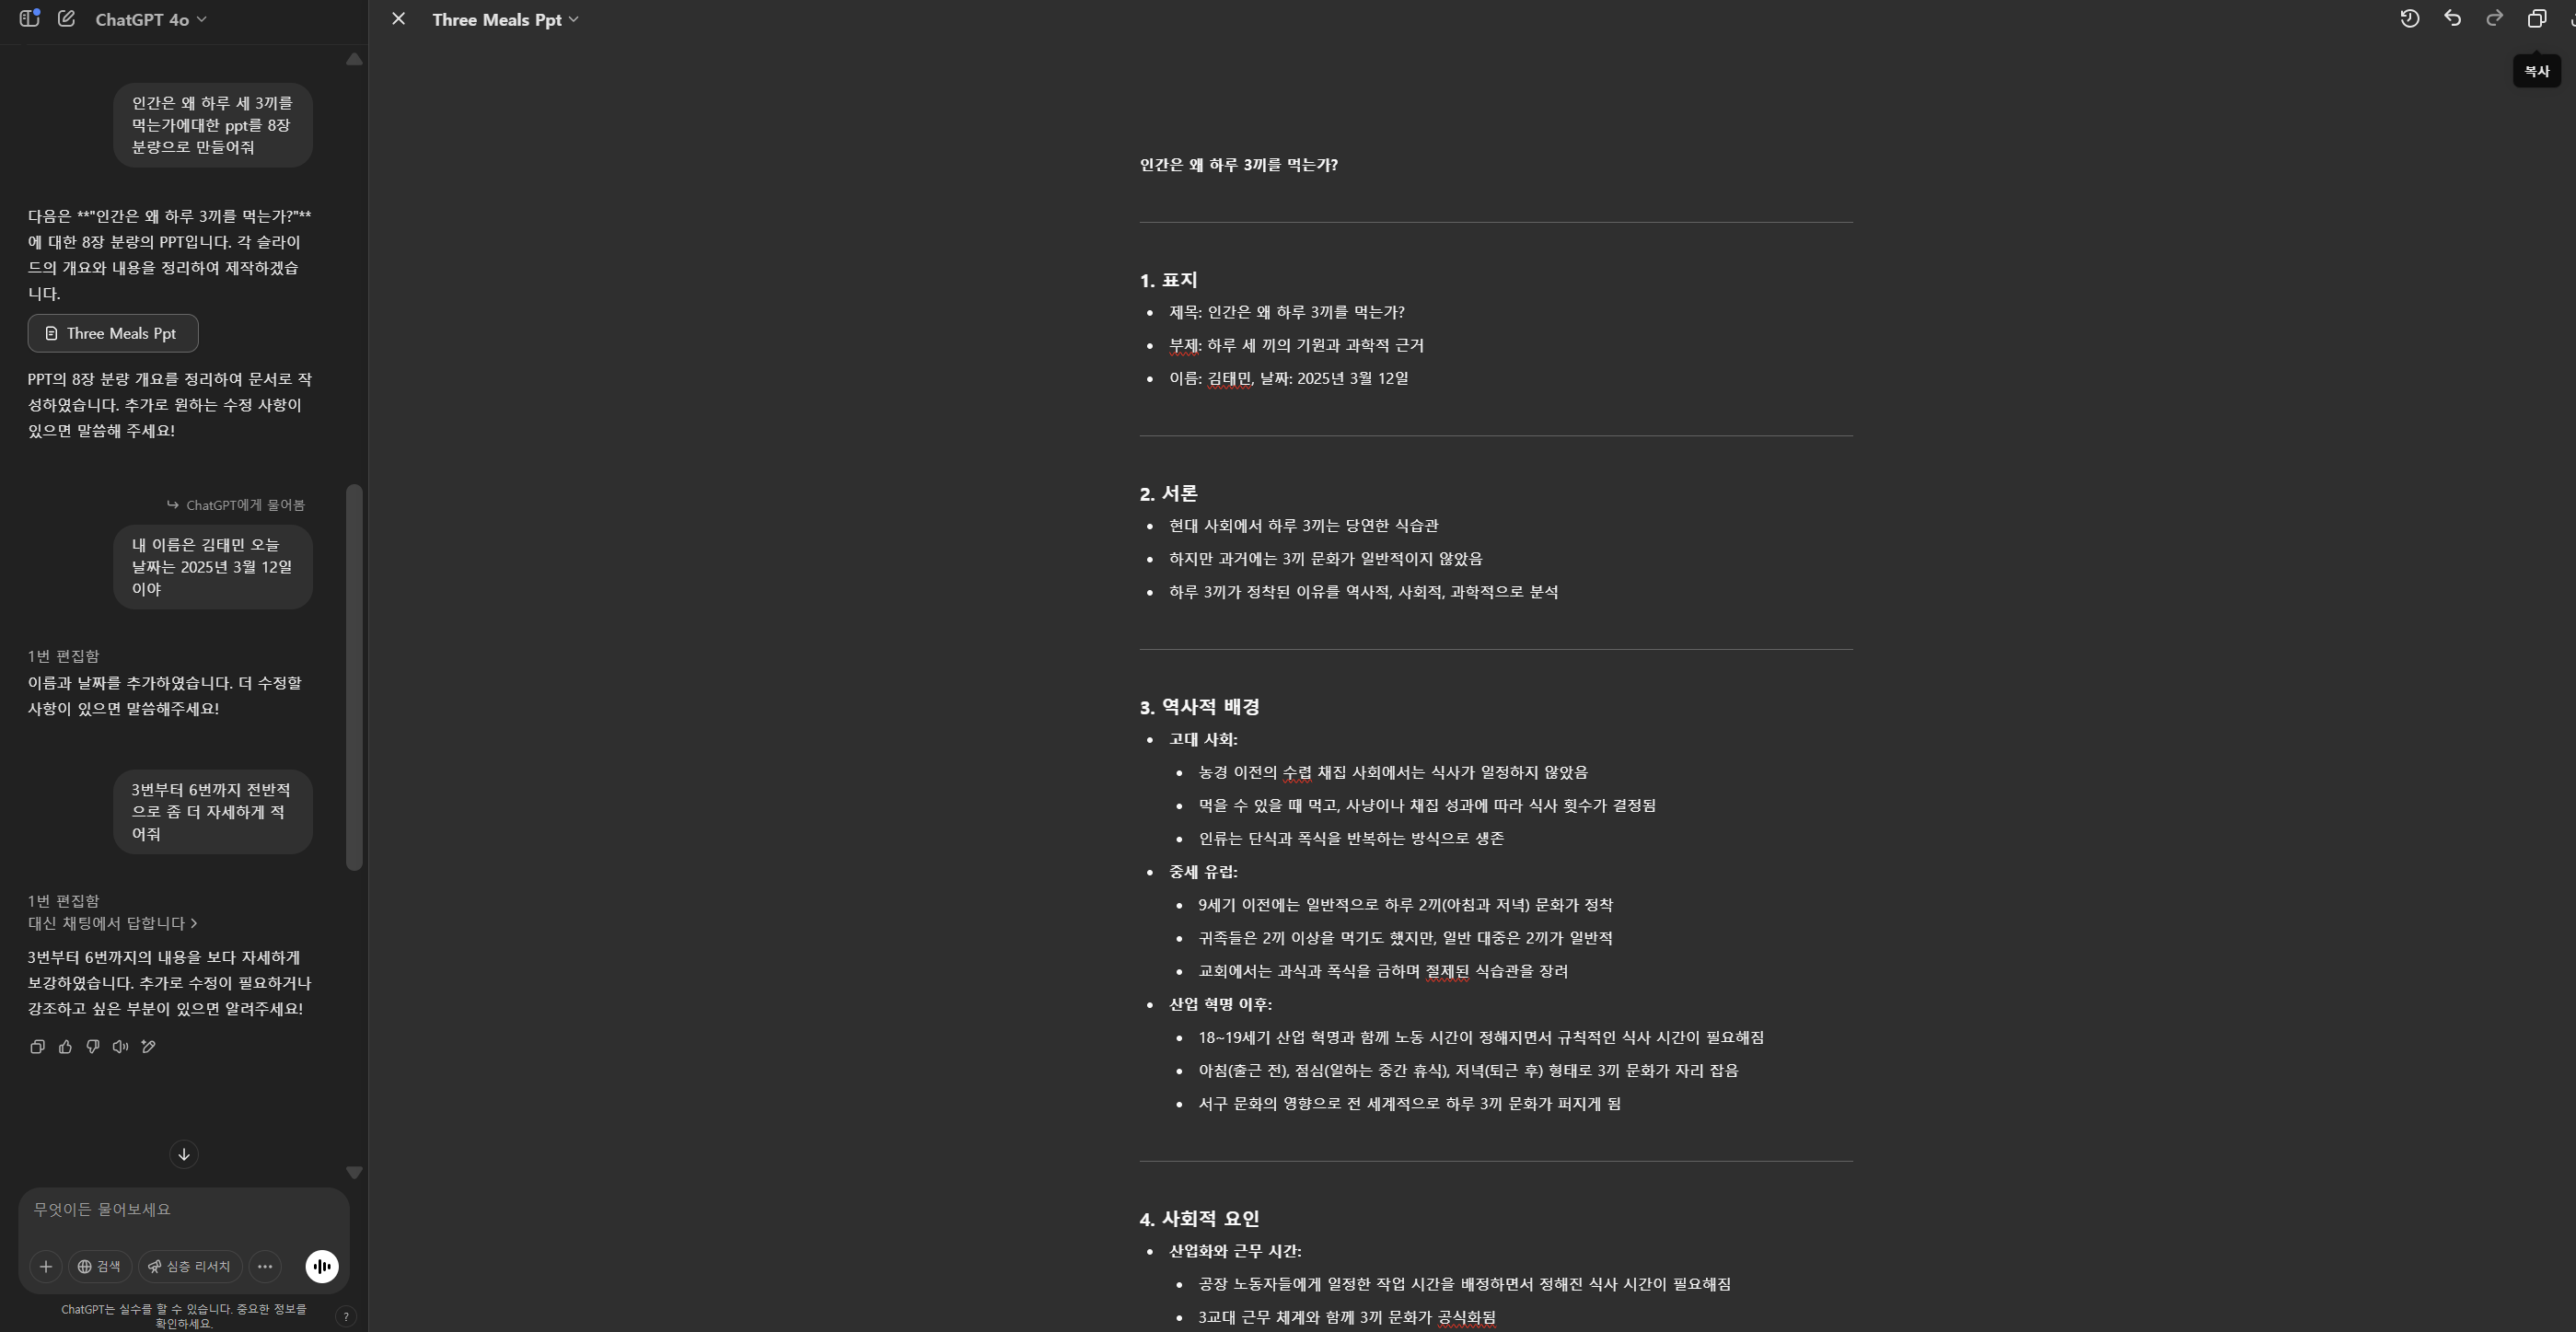 ChatGPT 4o
인간은 왜 하루 세 3끼를
먹는가에대한 ppt를 8장
분량으로 만들어줘
다음은 **"인간은 왜 하루 3끼를 먹는가?"**
에 대한 8장 분량의 PPT입니다. 각 슬라이
드의 개요와 내용을 정리하여 제작하겠습
니다.
Three Meals Ppt
PPT의 8장 분량 개요를 정리하여 문서로 작
성하였습니다. 추가로 원하는 수정 사항이
있으면 말씀해 주세요!
ChatGPT에게 물어봄
내 이름은 김태민 오늘
날짜는 2025년 3월 12일
이야
1번 편집함
이름과 날짜를 추가하였습니다. 더 수정할
사항이 있으면 말씀해주세요!
3번부터 6번까지 전반적
으로 좀 더 자세하게 적
어줘
1번 편집함
대신 채팅에서 답합니다 >
3번부터 6번까지의 내용을 보다 자세하게
보강하였습니다. 추가로 수정이 필요하거나
강조하고 싶은 부분이 있으면 알려주세요!
무엇이든 물어보세요
검색
심층 리서치
ChatGPT는 실수를 할 수 있습니다. 중요한 정보를
확인하세요.
?
Three Meals Ppt
복사
인간은 왜 하루 3끼를 먹는가?
1. 표지
제목: 인간은 왜 하루 3끼를 먹는가?
부제: 하루 세 끼의 기원과 과학적 근거
이름: 김태민, 날짜: 2025년 3월 12일
2. 서론
현대 사회에서 하루 3끼는 당연한 식습관
하지만 과거에는 3끼 문화가 일반적이지 않았음
하루 3끼가 정착된 이유를 역사적, 사회적, 과학적으로 분석
3. 역사적 배경
고대 사회:
농경 이전의 수렵 채집 사회에서는 식사가 일정하지 않았음
먹을 수 있을 때 먹고, 사냥이나 채집 성과에 따라 식사 횟수가 결정됨
인류는 단식과 폭식을 반복하는 방식으로 생존
중세 유럽:
9세기 이전에는 일반적으로 하루 2끼(아침과 저녁) 문화가 정착
귀족들은 2끼 이상을 먹기도 했지만, 일반 대중은 2끼가 일반적
교회에서는 과식과 폭식을 금하며 절제된 식습관을 장려
산업 혁명 이후:
18~19세기 산업 혁명과 함께 노동 시간이 정해지면서 규칙적인 식사 시간이 필요해짐
아침(출근 전), 점심(일하는 중간 휴식), 저녁(퇴근 후) 형태로 3끼 문화가 자리 잡음
서구 문화의 영향으로 전 세계적으로 하루 3끼 문화가 퍼지게 됨
4. 사회적 요인
산업화와 근무 시간:
공장 노동자들에게 일정한 작업 시간을 배정하면서 정해진 식사 시간이 필요해짐
3교대 근무 체계와 함께 3끼 문화가 공식화됨